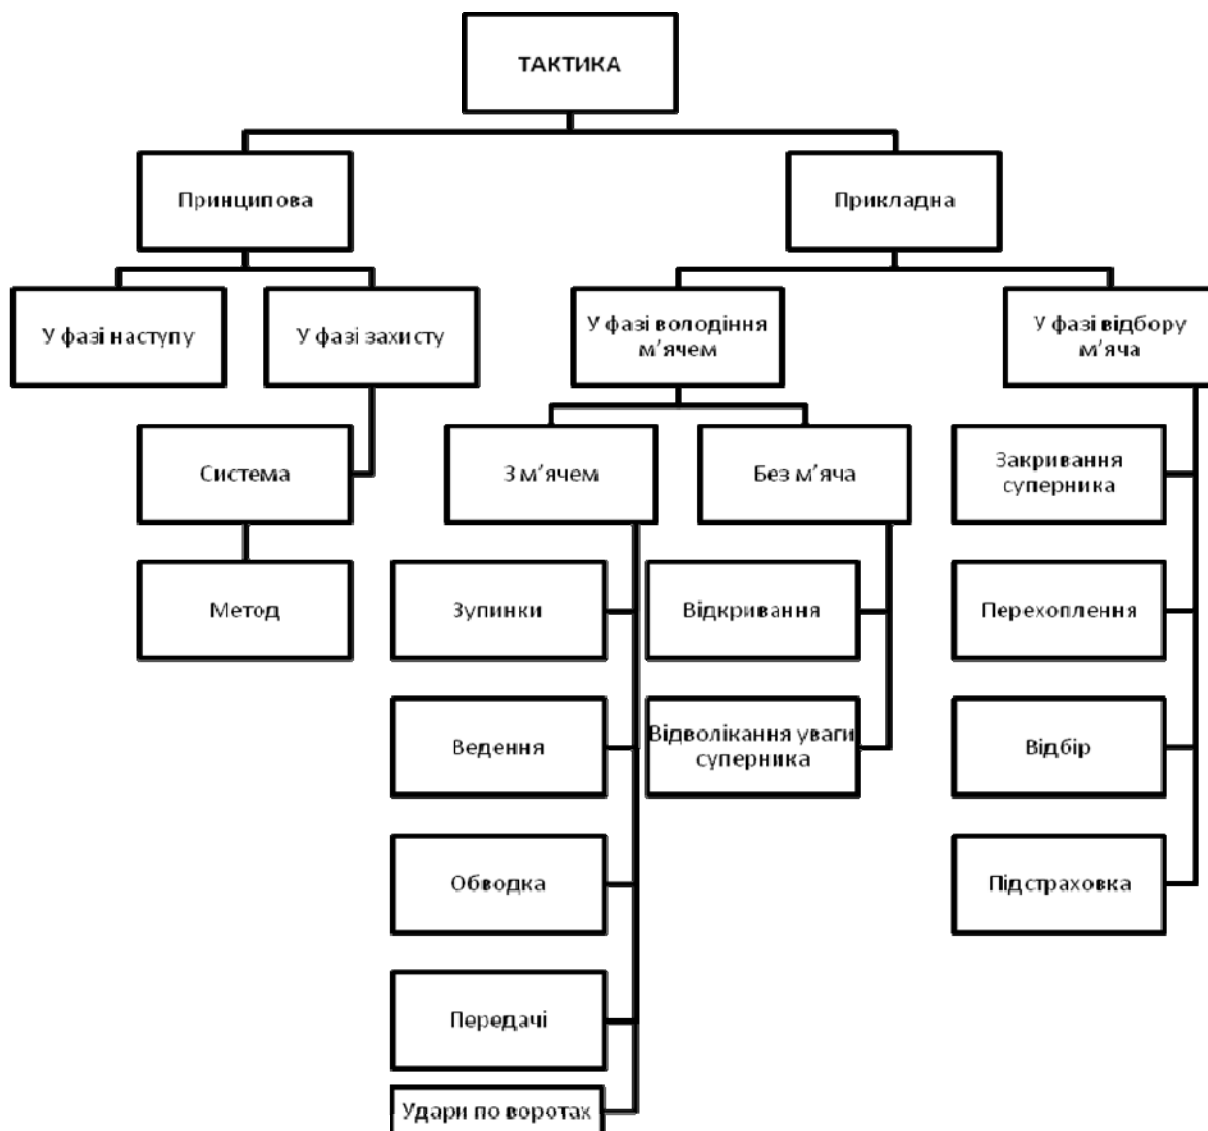 ТАКТИКА
Принципова
Прикладна
У фазі наступу
У фазі захисту
У фазі володіння
м’ячем
У фазі відбору
м’яча
Система
З м’ячем
Без м’яча
Закривання
суперника
Метод
Зупинки
Відкривання
Перехоплення
Ведення
Відволікання уваги
суперника
Відбір
Обводка
Підстраховка
Передачі
Удари по воротах